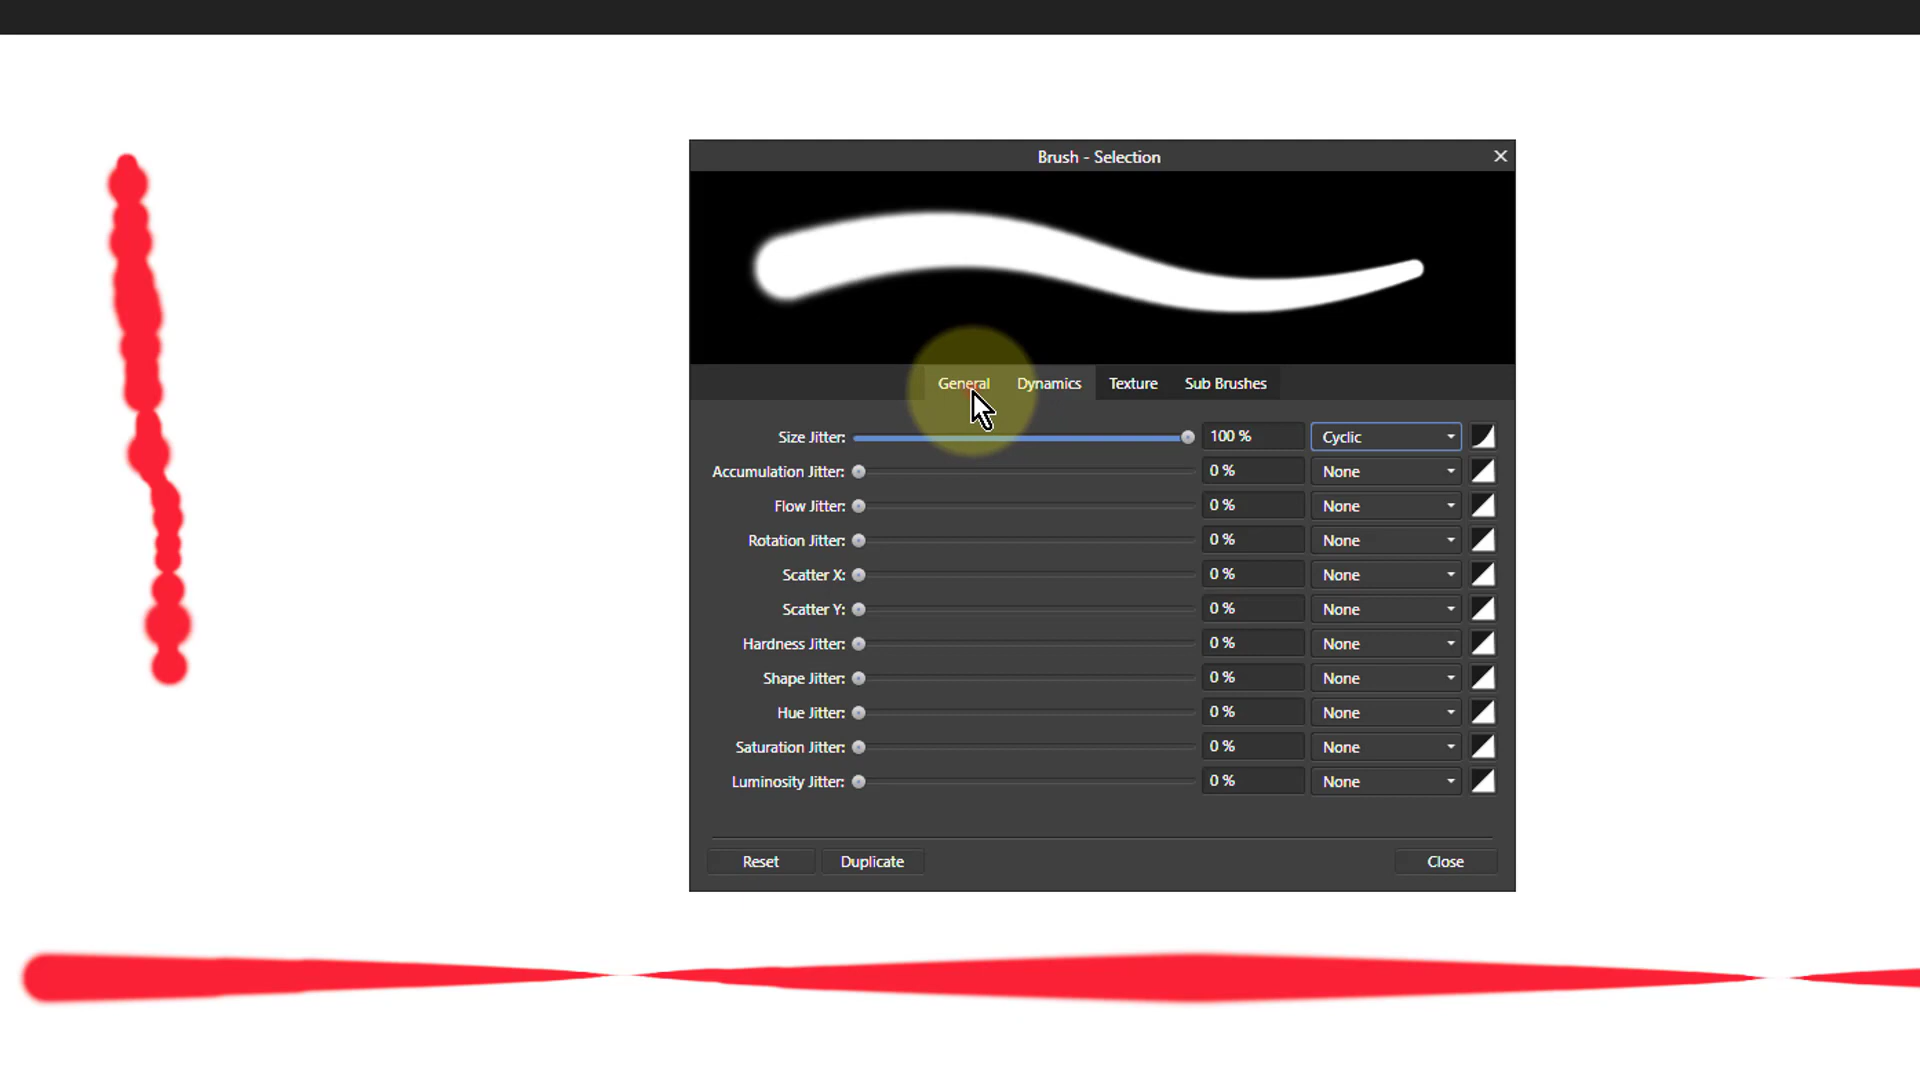 Brush - Selection
General Dynamics Texture Sub Brushes
Size Jitter: 100 % Cyclic
Accumulation Jitter: 0 % None
Flow Jitter: 0 % None
Rotation Jitter: 0 % None
Scatter X: 0 % None
Scatter Y: 0 % None
Hardness Jitter: 0 % None
Shape Jitter: 0 % None
Hue Jitter: 0 % None
Saturation Jitter: 0 % None
Luminosity Jitter: 0 % None
Reset Duplicate Close